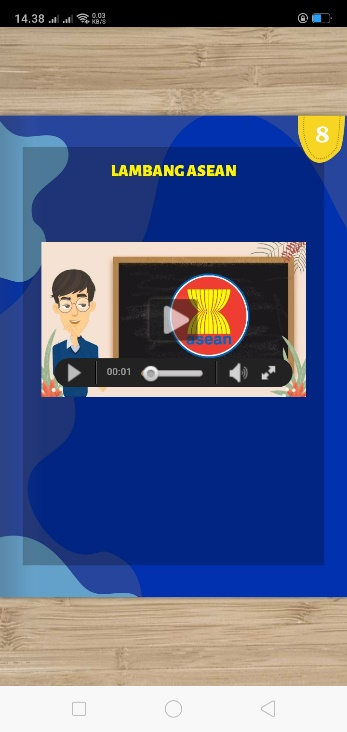 14.38
0.03
KB/S
8
LAMBANG ASEAN
asean
00:01